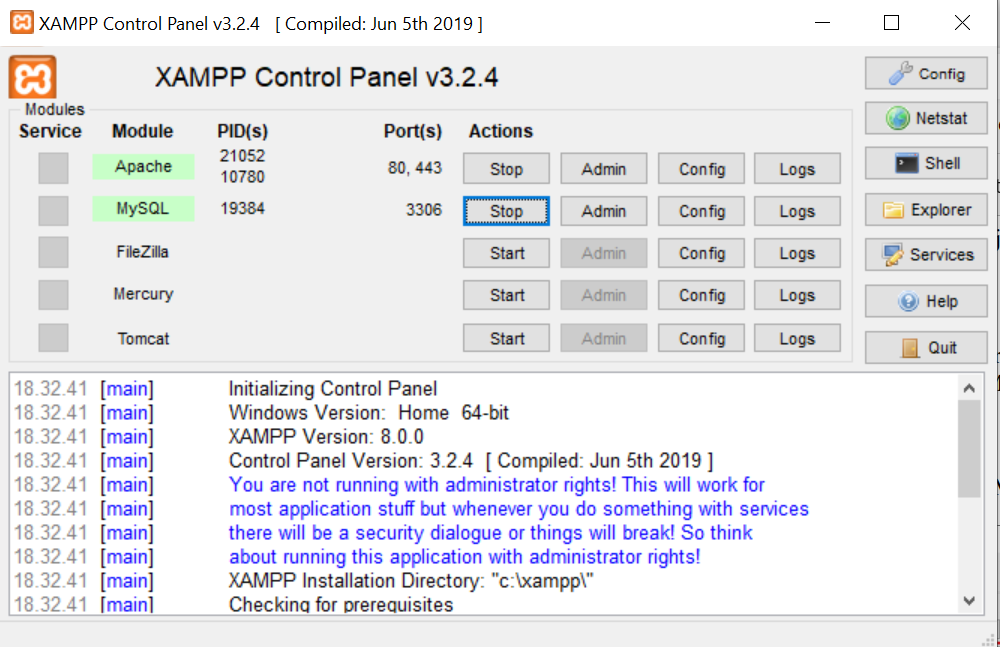 XAMPP Control Panel v3.2.4 [ Compiled: Jun 5th 2019 ]
XAMPP Control Panel v3.2.4
Config
Modules
Service Module PID(s) Port(s) Actions
Netstat
Apache 21052 10780 80, 443 Stop Admin Config Logs
Shell
MySQL 19384 3306 Stop Admin Config Logs
Explorer
FileZilla Start Admin Config Logs
Services
Mercury Start Admin Config Logs
Help
Tomcat Start Admin Config Logs
Quit
18.32.41 [main] Initializing Control Panel
18.32.41 [main] Windows Version: Home 64-bit
18.32.41 [main] XAMPP Version: 8.0.0
18.32.41 [main] Control Panel Version: 3.2.4 [ Compiled: Jun 5th 2019 ]
18.32.41 [main] You are not running with administrator rights! This will work for
18.32.41 [main] most application stuff but whenever you do something with services
18.32.41 [main] there will be a security dialogue or things will break! So think
18.32.41 [main] about running this application with administrator rights!
18.32.41 [main] XAMPP Installation Directory: "c:\xampp\"
18.32.41 [main] Checking for prerequisites